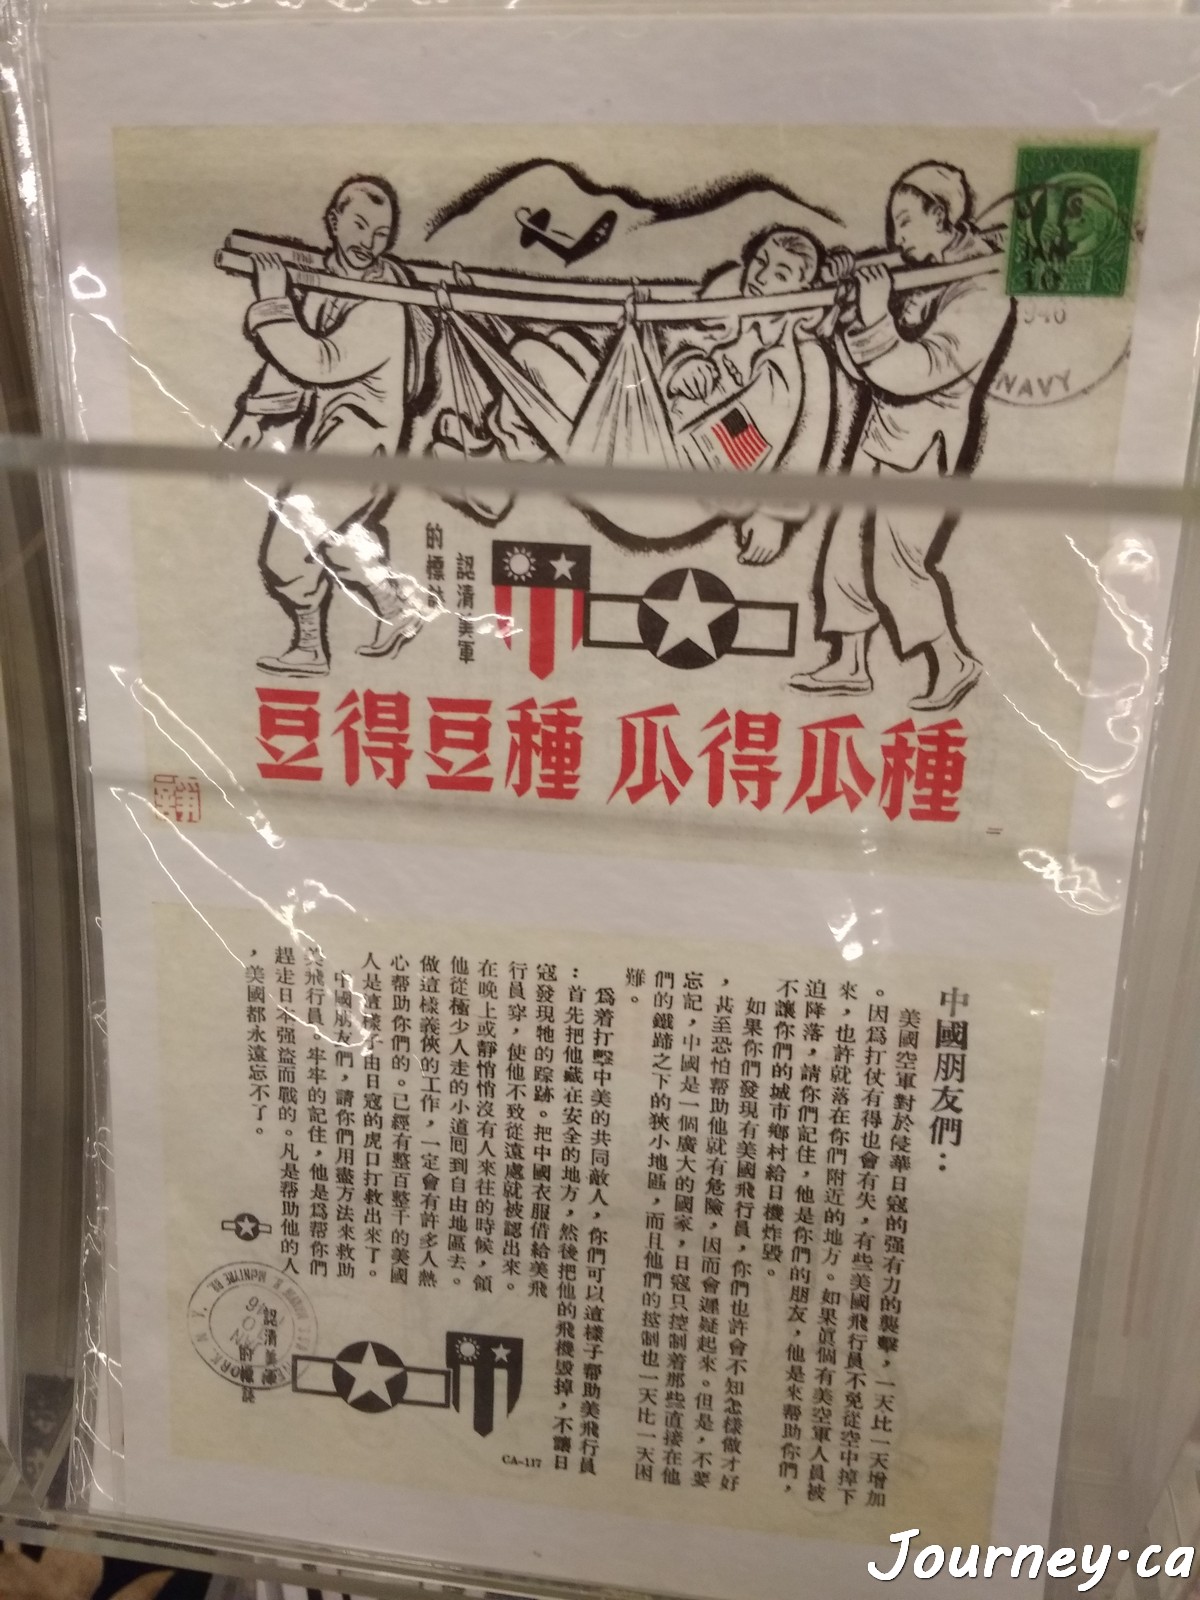 U.S. POSTAGE
U.S.
JAN
10
NAVY
認清美軍
的標誌
豆得豆種 瓜得瓜種
中國朋友們：
美國空軍對於侵華日寇的强有力的襲擊，一天比一天增加
。因爲打仗有得也會有失，有些美國飛行員不免從空中掉下
來，也許就落在你們附近的地方。如果眞個有美空軍人員被
迫降落，請你們記住，他是你們的朋友，他是來帮助你們，
不讓你們的城市鄉村給日機炸毀。
如果你們發現有美國飛行員，你們也許會不知怎樣做才好
，甚至恐怕帮助他就有危險，因而會遲疑起來。但是，不要
忘記，中國是一個廣大的國家，日寇只控制着那些直接在他
們的鐵蹄之下的狹小地區，而且他們的控制也一天比一天困
難。
爲着打擊中美的共同敵人，你們可以這樣子帮助美飛行員
：首先把他藏在安全的地方，然後把他的飛機毀掉，不讓日
寇發現牠的踪跡。把中國衣服借給美飛
行員穿，使他不致從遠處就被認出來。
在晚上或靜悄悄沒有人來往的時候，領
他從極少人走的小道囘到自由地區去。
做這樣義俠的工作，一定會有許多人熱
心帮助你們的。已經有整百整千的美國
人是這樣子由日寇的虎口打救出來了。
中國朋友們，請你們用盡方法來救助
美飛行員。牢牢的記住，他是爲帮你們
趕走日本强盜而戰的。凡是帮助他的人
，美國都永遠忘不了。
CA-117
Journey.ca